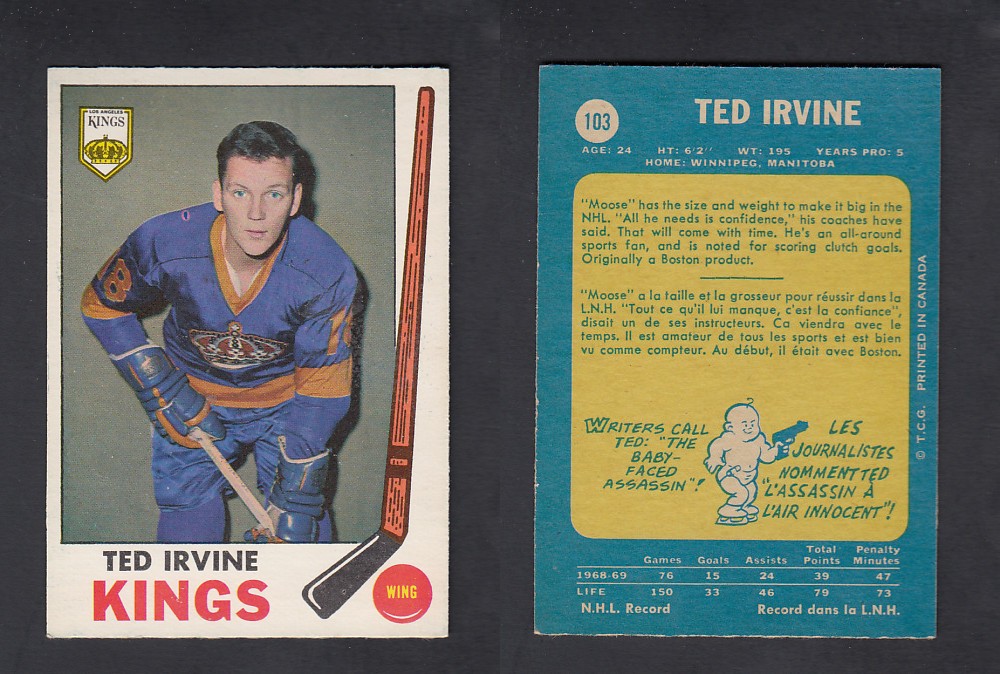 LOS ANGELES
KINGS
18
18
TED IRVINE
KINGS
WING
103
TED IRVINE
AGE: 24 HT: 6'2'' WT: 195 YEARS PRO: 5
HOME: WINNIPEG, MANITOBA
"Moose" has the size and weight to make it big in the
NHL. "All he needs is confidence," his coaches have
said. That will come with time. He's an all-around
sports fan, and is noted for scoring clutch goals.
Originally a Boston product.
"Moose" a la taille et la grosseur pour réussir dans la
L.N.H. "Tout ce qu'il lui manque, c'est la confiance",
disait un de ses instructeurs. Ca viendra avec le
temps. Il est amateur de tous les sports et est bien
vu comme compteur. Au début, il était avec Boston.
WRITERS CALL
TED: "THE
BABY-
FACED
ASSASSIN"!
LES
JOURNALISTES
NOMMENT TED
"L'ASSASSIN À
L'AIR INNOCENT"!
© T.C.G. PRINTED IN CANADA
Games Goals Assists Total Points Penalty Minutes
1968-69 76 15 24 39 47
LIFE 150 33 46 79 73
N.H.L. Record Record dans la L.N.H.